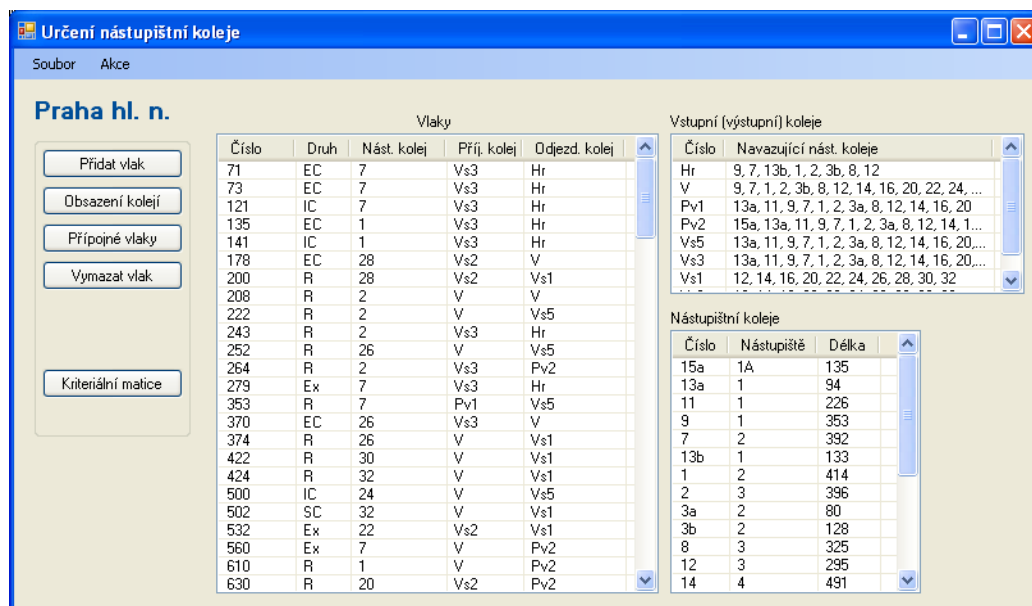 Určení nástupištní koleje
Soubor Akce
Praha hl. n.
Přidat vlak
Obsazení kolejí
Přípojné vlaky
Vymazat vlak
Kriteriální matice
Vlaky
Číslo Druh Nást. kolej Příj. kolej Odjezd. kolej
71 EC 7 Vs3 Hr
73 EC 7 Vs3 Hr
121 IC 7 Vs3 Hr
135 EC 1 Vs3 Hr
141 IC 1 Vs3 Hr
178 EC 28 Vs2 V
200 R 28 Vs2 Vs1
208 R 2 V V
222 R 2 V Vs5
243 R 2 Vs3 Hr
252 R 26 V Vs5
264 R 2 Vs3 Pv2
279 Ex 7 Vs3 Hr
353 R 7 Pv1 Vs5
370 EC 26 Vs3 V
374 R 26 V Vs1
422 R 30 V Vs1
424 R 32 V Vs1
500 IC 24 V Vs5
502 SC 32 V Vs1
532 Ex 22 Vs2 Vs1
560 Ex 7 V Pv2
610 R 1 V Pv2
630 R 20 Vs2 Pv2
Vstupní (výstupní) koleje
Číslo Navazující nást. koleje
Hr 9, 7, 13b, 1, 2, 3b, 8, 12
V 9, 7, 1, 2, 3b, 8, 12, 14, 16, 20, 22, 24, ...
Pv1 13a, 11, 9, 7, 1, 2, 3a, 8, 12, 14, 16, 20
Pv2 15a, 13a, 11, 9, 7, 1, 2, 3a, 8, 12, 14, 1...
Vs5 13a, 11, 9, 7, 1, 2, 3a, 8, 12, 14, 16, 20,...
Vs3 13a, 11, 9, 7, 1, 2, 3a, 8, 12, 14, 16, 20,...
Vs1 12, 14, 16, 20, 22, 24, 26, 28, 30, 32
Nástupištní koleje
Číslo Nástupiště Délka
15a 1A 135
13a 1 94
11 1 226
9 1 353
7 2 392
13b 1 133
1 2 414
2 3 396
3a 2 80
3b 2 128
8 3 325
12 3 295
14 4 491